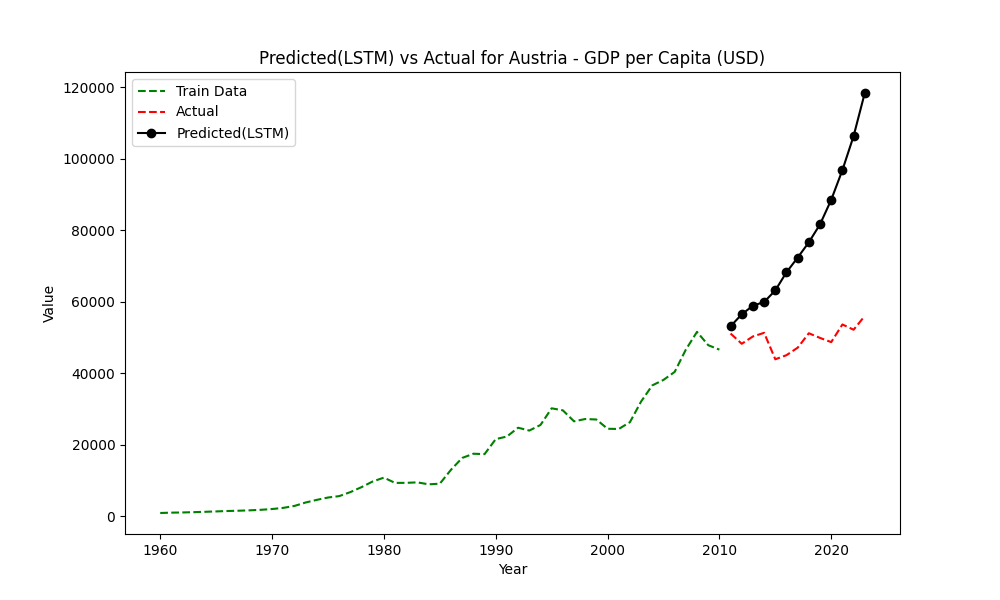 Predicted(LSTM) vs Actual for Austria - GDP per Capita (USD)
Train Data
Actual
Predicted(LSTM)
120000
100000
80000
60000
40000
20000
0
Value
1960 1970 1980 1990 2000 2010 2020
Year